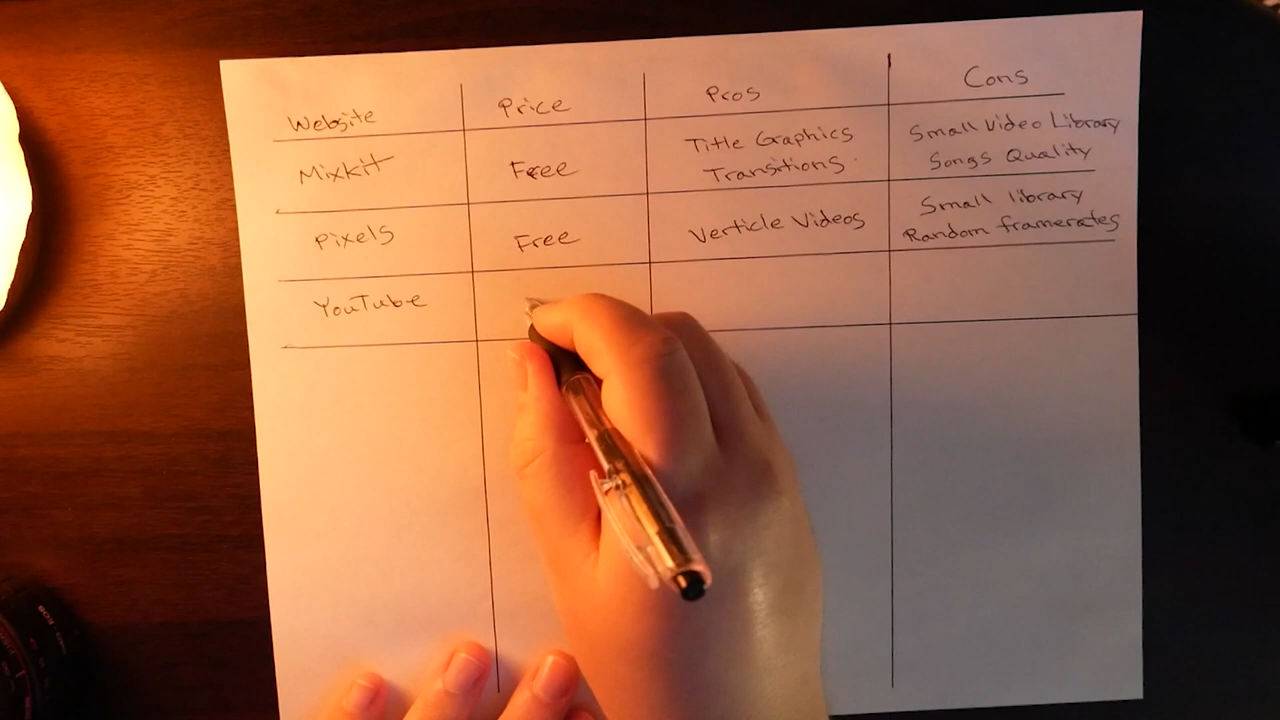 Website Price Pros Cons
Mixkit Free Title Graphics Small Video Library
Transitions Songs Quality
Pixels Free Verticle Videos Small library
Random framerates
YouTube